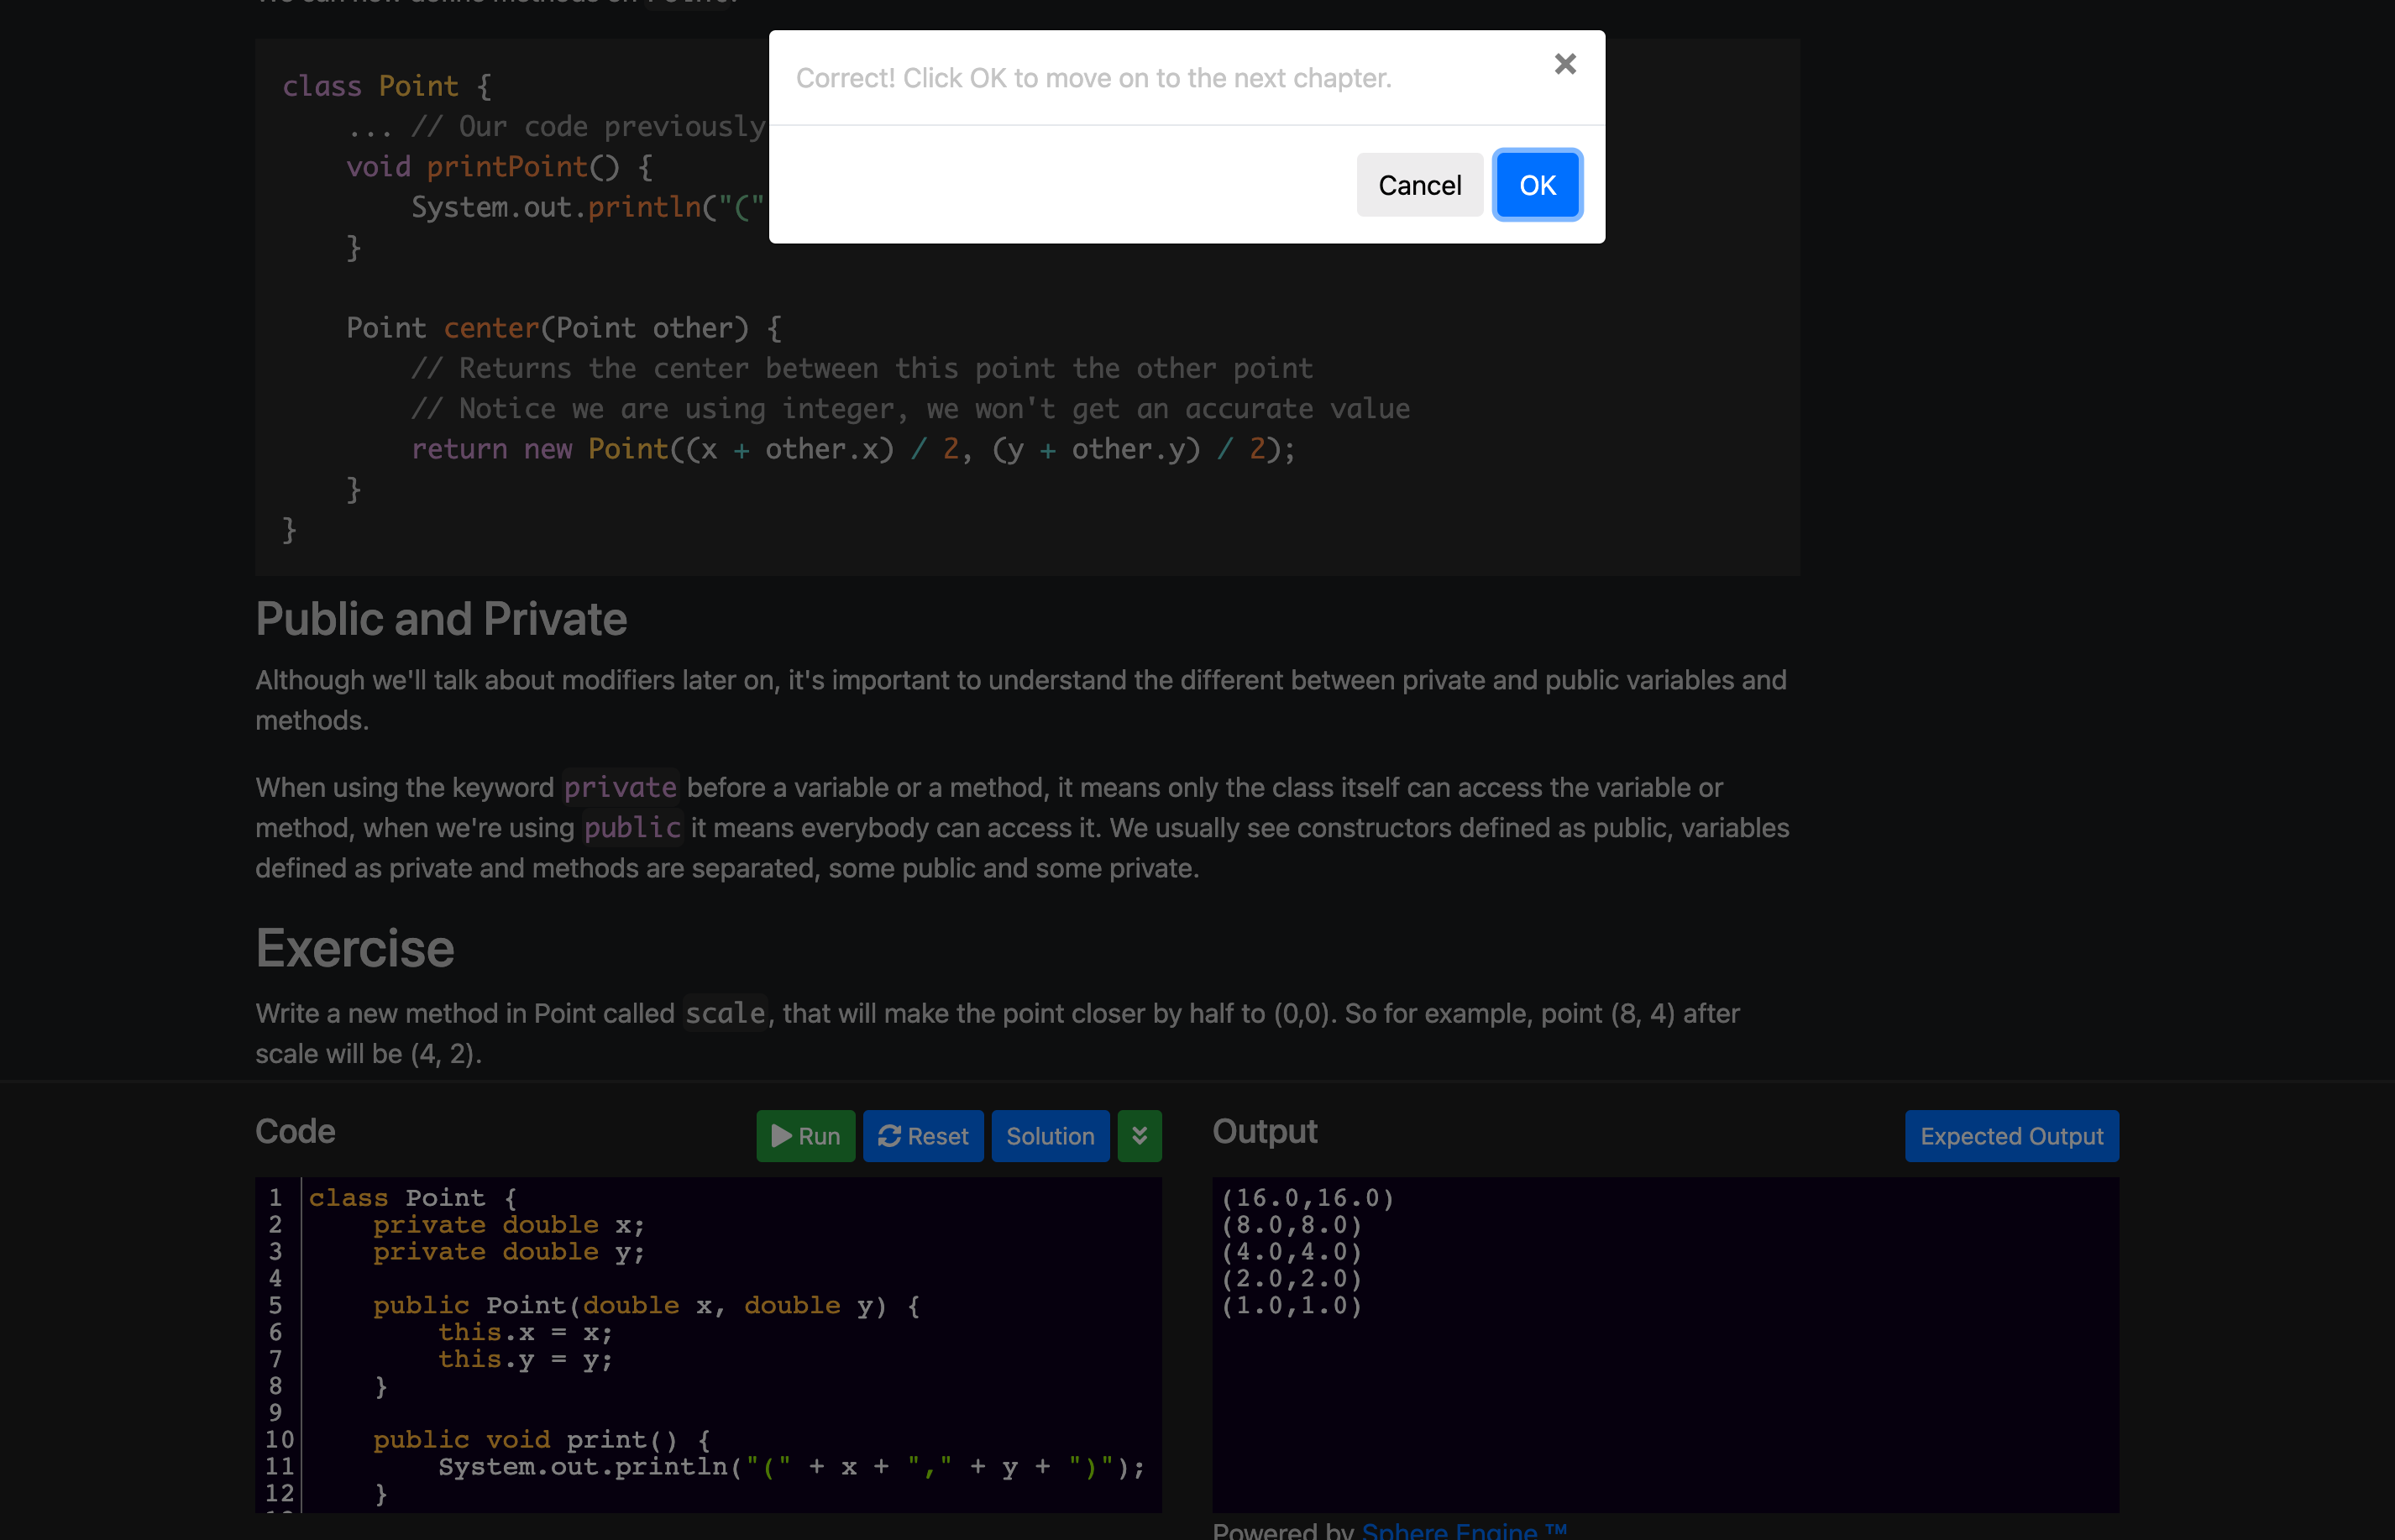 We can now define methods on Point:
Correct! Click OK to move on to the next chapter.
×
Cancel
OK
class Point {
    ... // Our code previously
    void printPoint() {
        System.out.println("("
    }

    Point center(Point other) {
        // Returns the center between this point the other point
        // Notice we are using integer, we won't get an accurate value
        return new Point((x + other.x) / 2, (y + other.y) / 2);
    }
}
Public and Private
Although we'll talk about modifiers later on, it's important to understand the different between private and public variables and
methods.
When using the keyword private before a variable or a method, it means only the class itself can access the variable or
method, when we're using public it means everybody can access it. We usually see constructors defined as public, variables
defined as private and methods are separated, some public and some private.
Exercise
Write a new method in Point called scale, that will make the point closer by half to (0,0). So for example, point (8, 4) after
scale will be (4, 2).
Code
Run
Reset
Solution
1 class Point {
2     private double x;
3     private double y;
4
5     public Point(double x, double y) {
6         this.x = x;
7         this.y = y;
8     }
9
10     public void print() {
11         System.out.println("(" + x + "," + y + ")");
12     }
Output
Expected Output
(16.0,16.0)
(8.0,8.0)
(4.0,4.0)
(2.0,2.0)
(1.0,1.0)
Powered by Sphere Engine ™